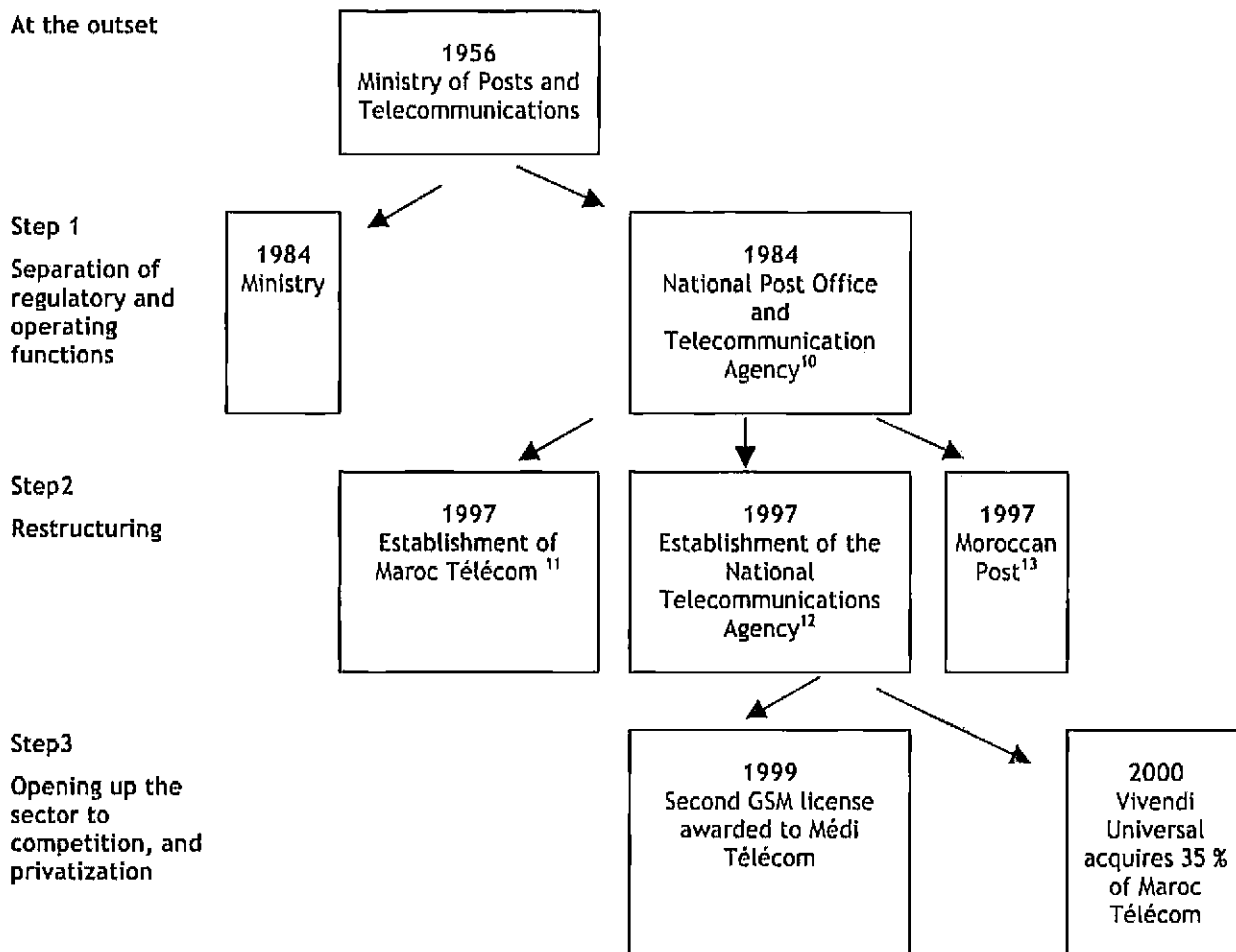 At the outset
1956
Ministry of Posts and
Telecommunications
Step 1
Separation of
regulatory and
operating
functions
1984
Ministry
1984
National Post Office
and
Telecommunication
Agency10
Step2
Restructuring
1997
Establishment of
Maroc Télécom 11
1997
Establishment of the
National
Telecommunications
Agency12
1997
Moroccan
Post13
Step3
Opening up the
sector to
competition, and
privatization
1999
Second GSM license
awarded to Médi
Télécom
2000
Vivendi
Universal
acquires 35 %
of Maroc
Télécom